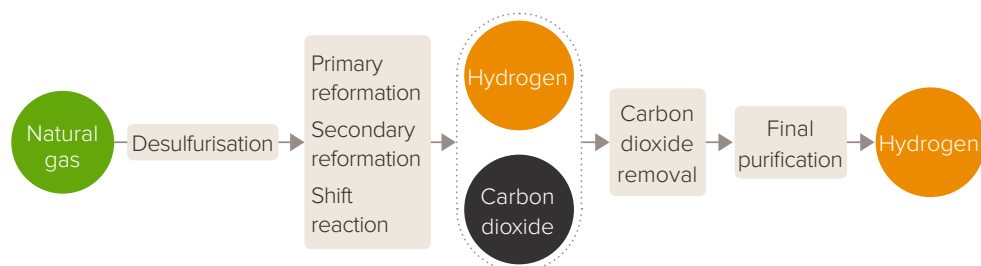 Natural
gas
Desulfurisation
Primary
reformation
Secondary
reformation
Shift
reaction
Hydrogen
Carbon
dioxide
Carbon
dioxide
removal
Final
purification
Hydrogen